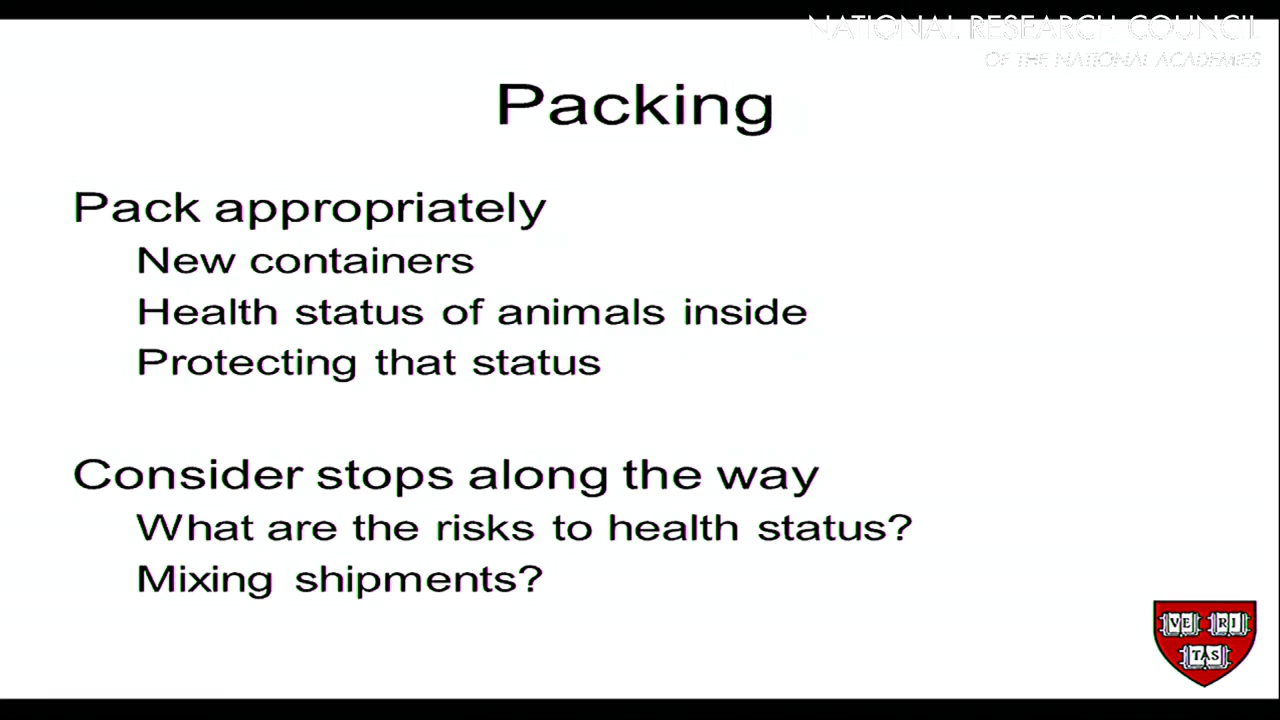 NATIONAL RESEARCH COUNCIL
OF THE NATIONAL ACADEMIES
Packing
Pack appropriately
New containers
Health status of animals inside
Protecting that status
Consider stops along the way
What are the risks to health status?
Mixing shipments?
VE RI
TAS